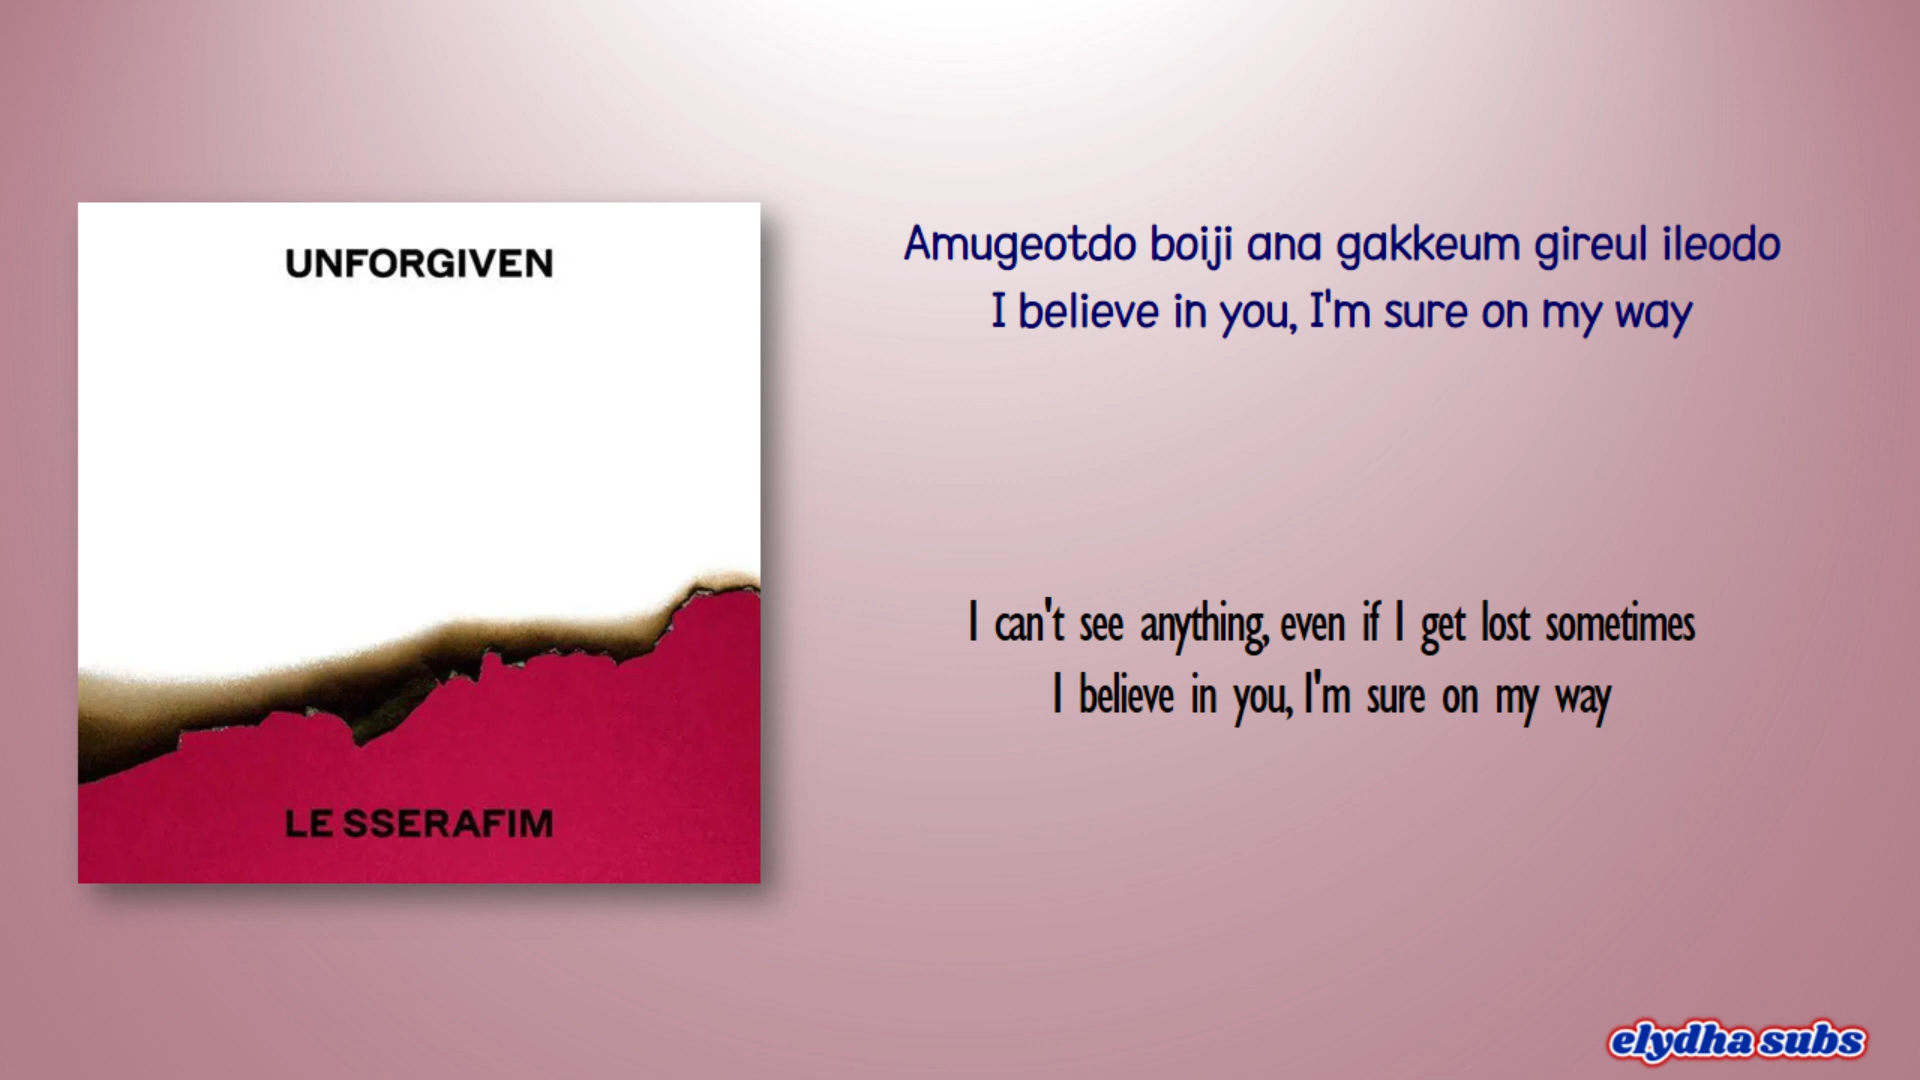 UNFORGIVEN
LE SSERAFIM
Amugeotdo boiji ana gakkeum gireul ileodo
I believe in you, I'm sure on my way
I can't see anything, even if I get lost sometimes
I believe in you, I'm sure on my way
elydha subs